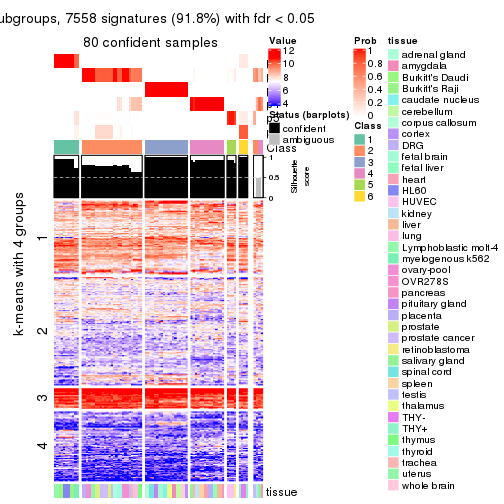 ubgroups, 7558 signatures (91.8%) with fdr < 0.05
80 confident samples
Value
12
10
8
6
4
Status (barplots)
confident
ambiguous
Class
1
0.5
0
Silhouette
score
Prob
1
0.8
0.6
0.4
0.2
0
Class
1
2
3
4
5
6
tissue
adrenal gland
amygdala
Burkitt's Daudi
Burkitt's Raji
caudate nucleus
cerebellum
corpus callosum
cortex
DRG
fetal brain
fetal liver
heart
HL60
HUVEC
kidney
liver
lung
Lymphoblastic molt-4
myelogenous k562
ovary-pool
OVR278S
pancreas
pituitary gland
placenta
prostate
prostate cancer
retinoblastoma
salivary gland
spinal cord
spleen
testis
thalamus
THY-
THY+
thymus
thyroid
trachea
uterus
whole brain
k-means with 4 groups
1
2
3
4
tissue